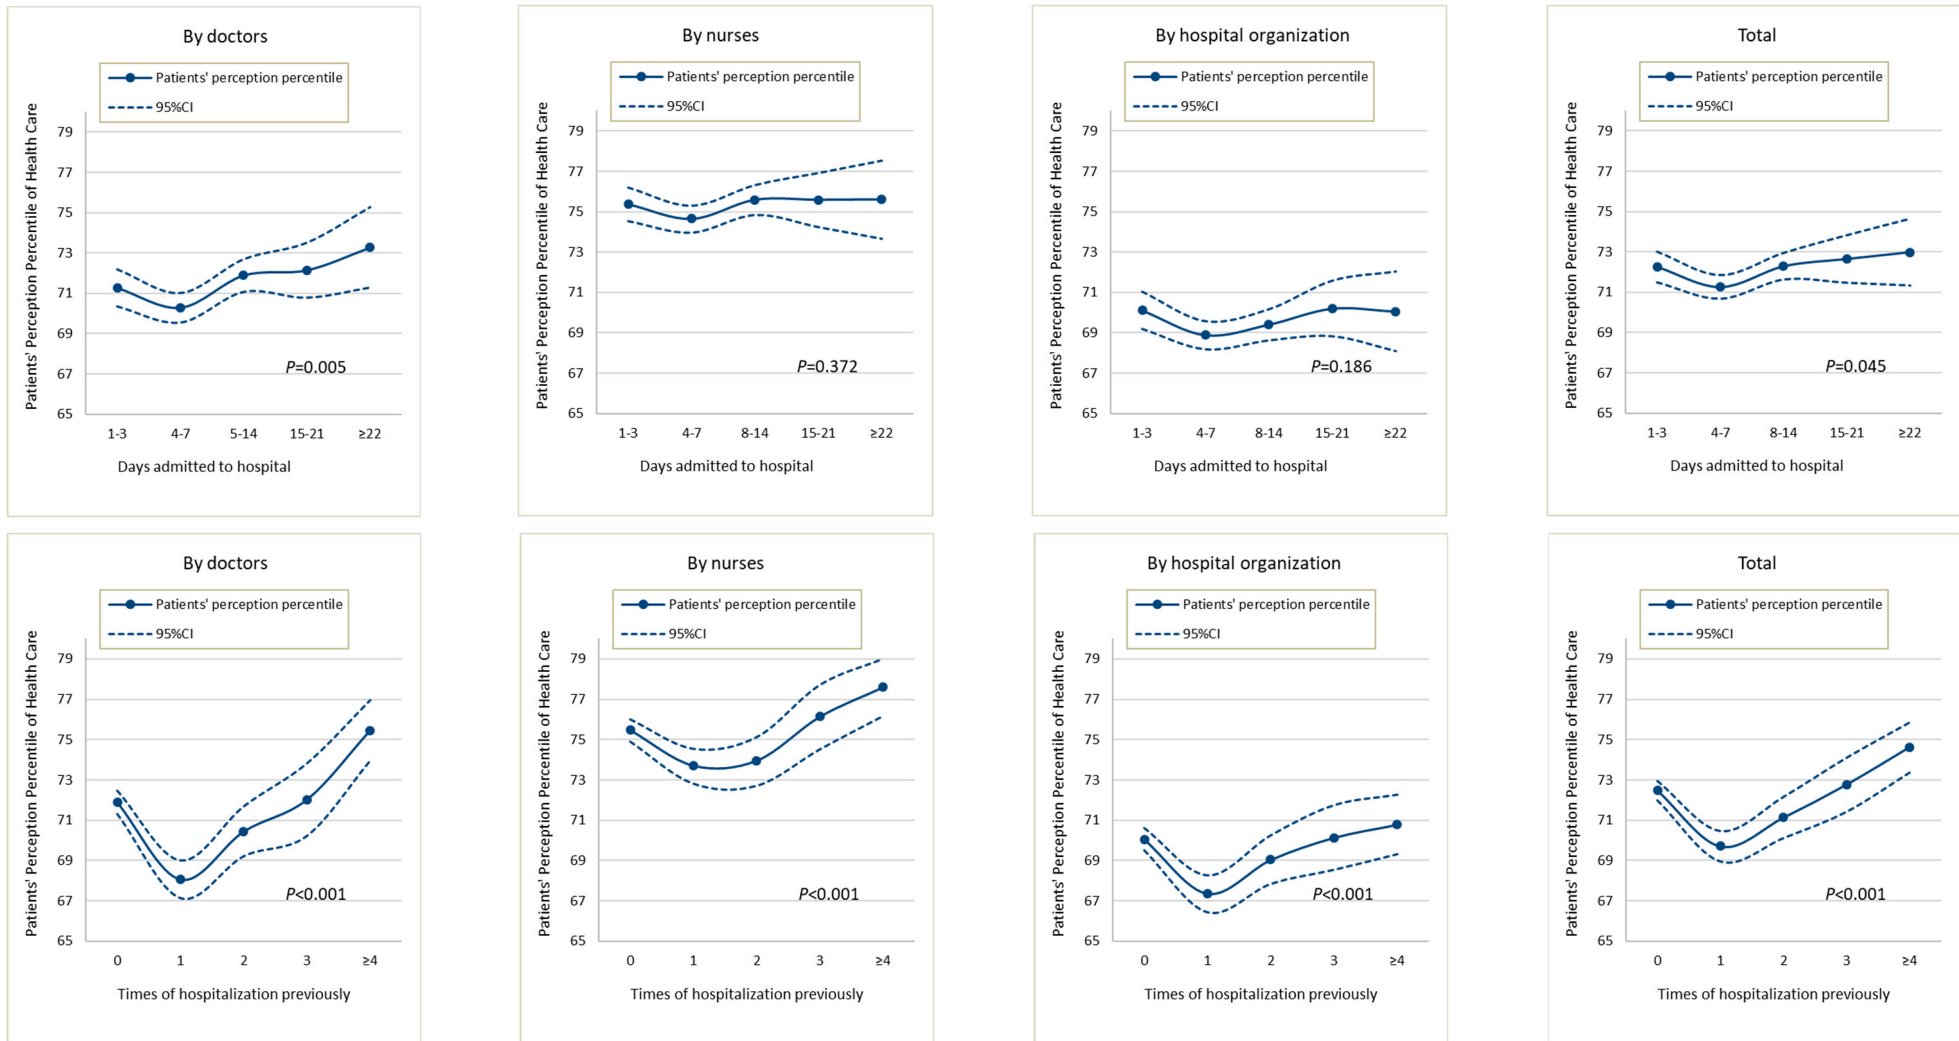 By doctors
Patients' perception percentile
95%CI
Patients' Perception Percentile of Health Care
79
77
75
73
71
69
67
65
P=0.005
1-3 4-7 5-14 15-21 ≥22
Days admitted to hospital
By nurses
Patients' perception percentile
95%CI
Patients' Perception Percentile of Health Care
79
77
75
73
71
69
67
65
P=0.372
1-3 4-7 8-14 15-21 ≥22
Days admitted to hospital
By hospital organization
Patients' perception percentile
95%CI
Patients' Perception Percentile of Health Care
79
77
75
73
71
69
67
65
P=0.186
1-3 4-7 8-14 15-21 ≥22
Days admitted to hospital
Total
Patients' perception percentile
95%CI
Patients' Perception Percentile of Health Care
79
77
75
73
71
69
67
65
P=0.045
1-3 4-7 8-14 15-21 ≥22
Days admitted to hospital
By doctors
Patients' perception percentile
95%CI
Patients' Perception Percentile of Health Care
79
77
75
73
71
69
67
65
P<0.001
0 1 2 3 ≥4
Times of hospitalization previously
By nurses
Patients' perception percentile
95%CI
Patients' Perception Percentile of Health Care
79
77
75
73
71
69
67
65
P<0.001
0 1 2 3 ≥4
Times of hospitalization previously
By hospital organization
Patients' perception percentile
95%CI
Patients' Perception Percentile of Health Care
79
77
75
73
71
69
67
65
P<0.001
0 1 2 3 ≥4
Times of hospitalization previously
Total
Patients' perception percentile
95%CI
Patients' Perception Percentile of Health Care
79
77
75
73
71
69
67
65
P<0.001
0 1 2 3 ≥4
Times of hospitalization previously